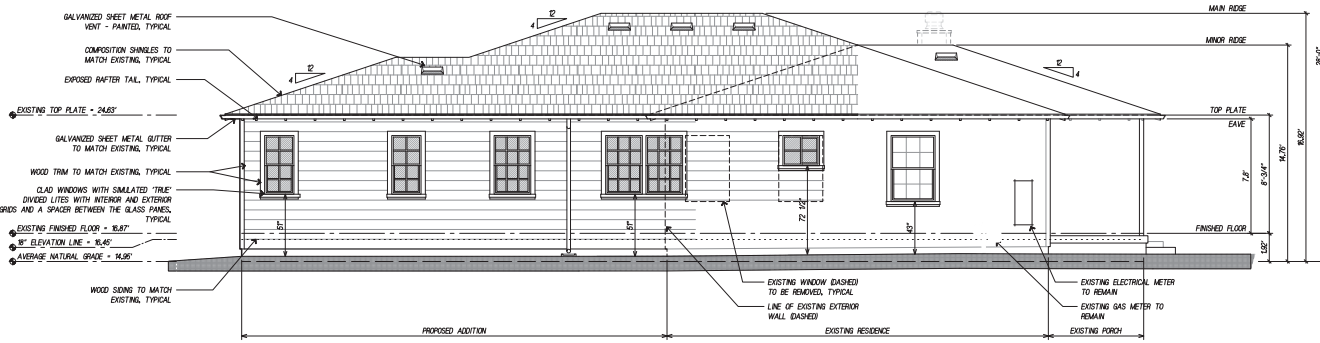 GALVANIZED SHEET METAL ROOF
VENT - PAINTED, TYPICAL
COMPOSITION SHINGLES TO
MATCH EXISTING, TYPICAL
EXPOSED RAFTER TAIL, TYPICAL
EXISTING TOP PLATE = 24.63'
GALVANIZED SHEET METAL GUTTER
TO MATCH EXISTING, TYPICAL
WOOD TRIM TO MATCH EXISTING, TYPICAL
CLAD WINDOWS WITH SIMULATED 'TRUE'
DIVIDED LITES WITH INTEIROR AND EXTERIOR
GRIDS AND A SPACER BETWEEN THE GLASS PANES,
TYPICAL
EXISTING FINISHED FLOOR = 16.87'
18" ELEVATION LINE = 16.45'
AVERAGE NATURAL GRADE = 14.95'
WOOD SIDING TO MATCH
EXISTING, TYPICAL
12
4
12
4
12
4
MAIN RIDGE
MINOR RIDGE
TOP PLATE
EAVE
FINISHED FLOOR
51"
51"
72 1/2"
43"
7.8'
8'-3/4"
1.92'
14.76'
16.92'
EXISTING WINDOW (DASHED)
TO BE REMOVED, TYPICAL
LINE OF EXISTING EXTERIOR
WALL (DASHED)
EXISTING ELECTRICAL METER
TO REMAIN
EXISTING GAS METER TO
REMAIN
PROPOSED ADDITION
EXISTING RESIDENCE
EXISTING PORCH